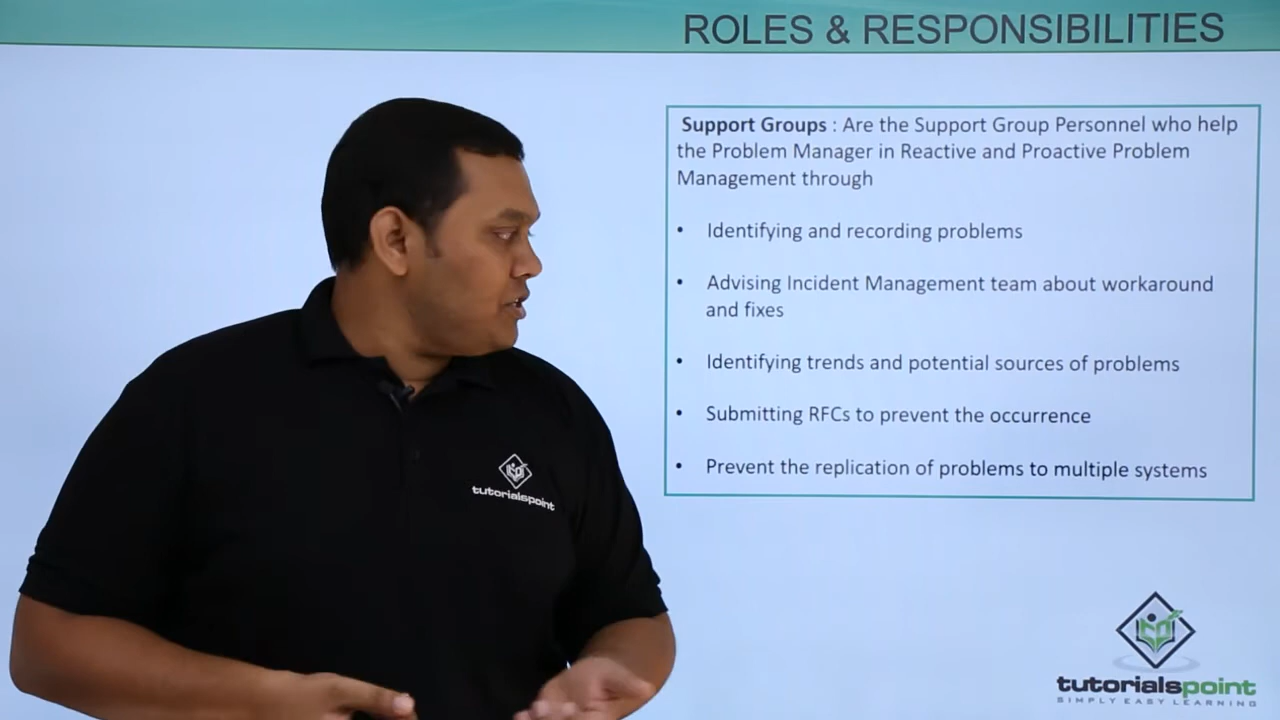 ROLES & RESPONSIBILITIES
Support Groups : Are the Support Group Personnel who help
the Problem Manager in Reactive and Proactive Problem
Management through
• Identifying and recording problems
• Advising Incident Management team about workaround
and fixes
• Identifying trends and potential sources of problems
• Submitting RFCs to prevent the occurrence
• Prevent the replication of problems to multiple systems
tutorialspoint
tutorialspoint
SIMPLY EASY LEARNING